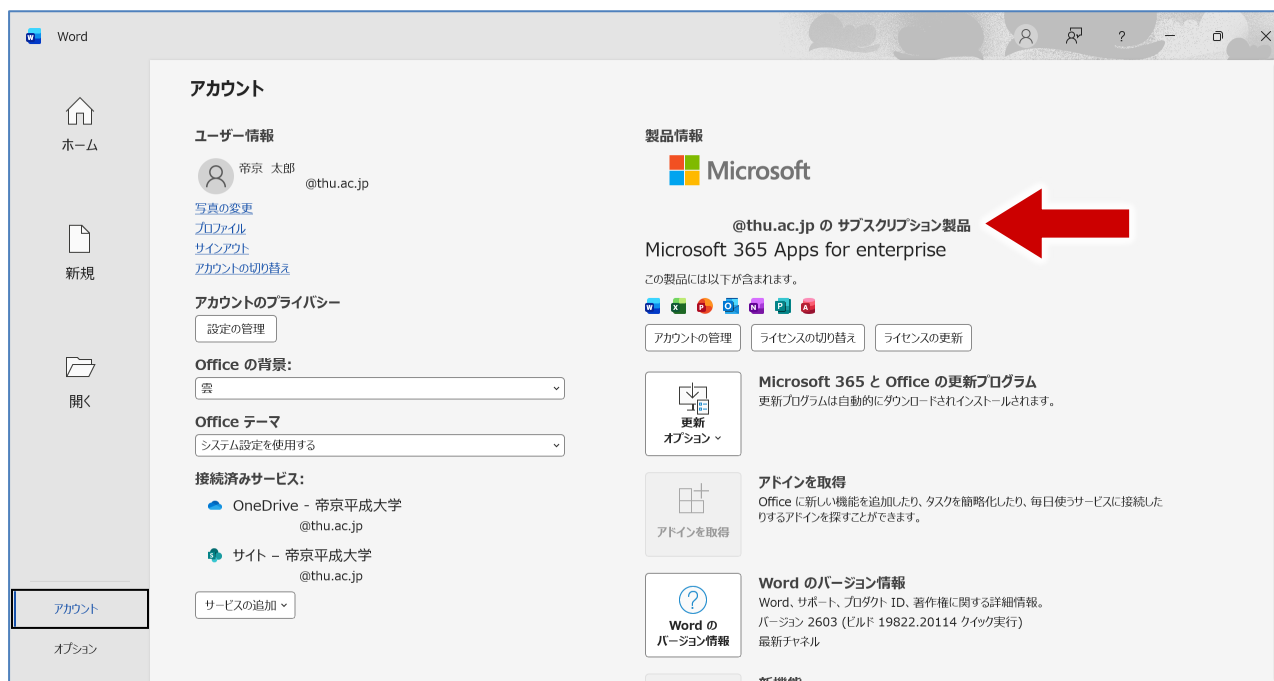 Word
?
ホーム
新規
開く
アカウント
オプション
アカウント
ユーザー情報
帝京 太郎
@thu.ac.jp
写真の変更
プロファイル
サインアウト
アカウントの切り替え
アカウントのプライバシー
設定の管理
Office の背景:
雲
Office テーマ
システム設定を使用する
接続済みサービス:
OneDrive - 帝京平成大学
@thu.ac.jp
サイト – 帝京平成大学
@thu.ac.jp
サービスの追加
製品情報
Microsoft
@thu.ac.jp の サブスクリプション製品
Microsoft 365 Apps for enterprise
この製品には以下が含まれます。
アカウントの管理 ライセンスの切り替え ライセンスの更新
更新
オプション
Microsoft 365 と Office の更新プログラム
更新プログラムは自動的にダウンロードされインストールされます。
アドインを取得
アドインを取得
Office に新しい機能を追加したり、タスクを簡略化したり、毎日使うサービスに接続した
りするアドインを探すことができます。
Word の
バージョン情報
Word のバージョン情報
Word、サポート、プロダクト ID、著作権に関する詳細情報。
バージョン 2603 (ビルド 19822.20114 クイック実行)
最新チャネル